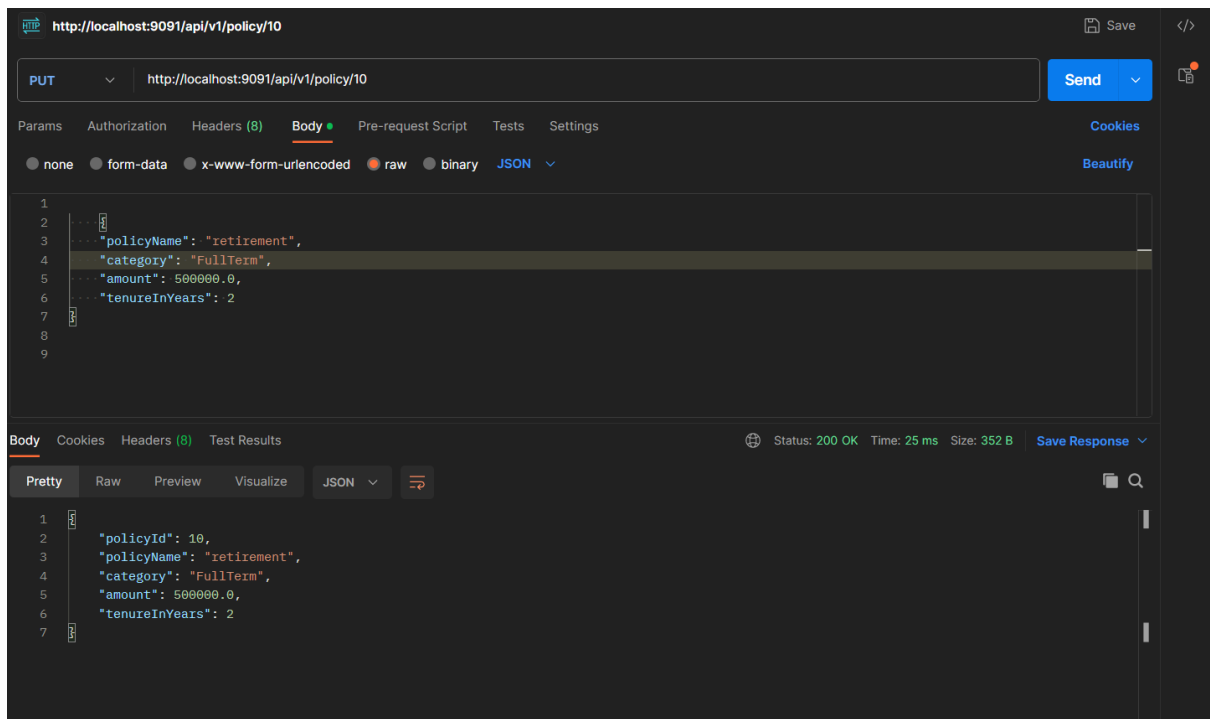 HTTP http://localhost:9091/api/v1/policy/10 Save </>
PUT http://localhost:9091/api/v1/policy/10 Send
Params Authorization Headers (8) Body Pre-request Script Tests Settings Cookies
none form-data x-www-form-urlencoded raw binary JSON Beautify
1
2 {
3 "policyName": "retirement",
4 "category": "FullTerm",
5 "amount": 500000.0,
6 "tenureInYears": 2
7 }
8
9
Body Cookies Headers (8) Test Results Status: 200 OK Time: 25 ms Size: 352 B Save Response
Pretty Raw Preview Visualize JSON
1 {
2 "policyId": 10,
3 "policyName": "retirement",
4 "category": "FullTerm",
5 "amount": 500000.0,
6 "tenureInYears": 2
7 }